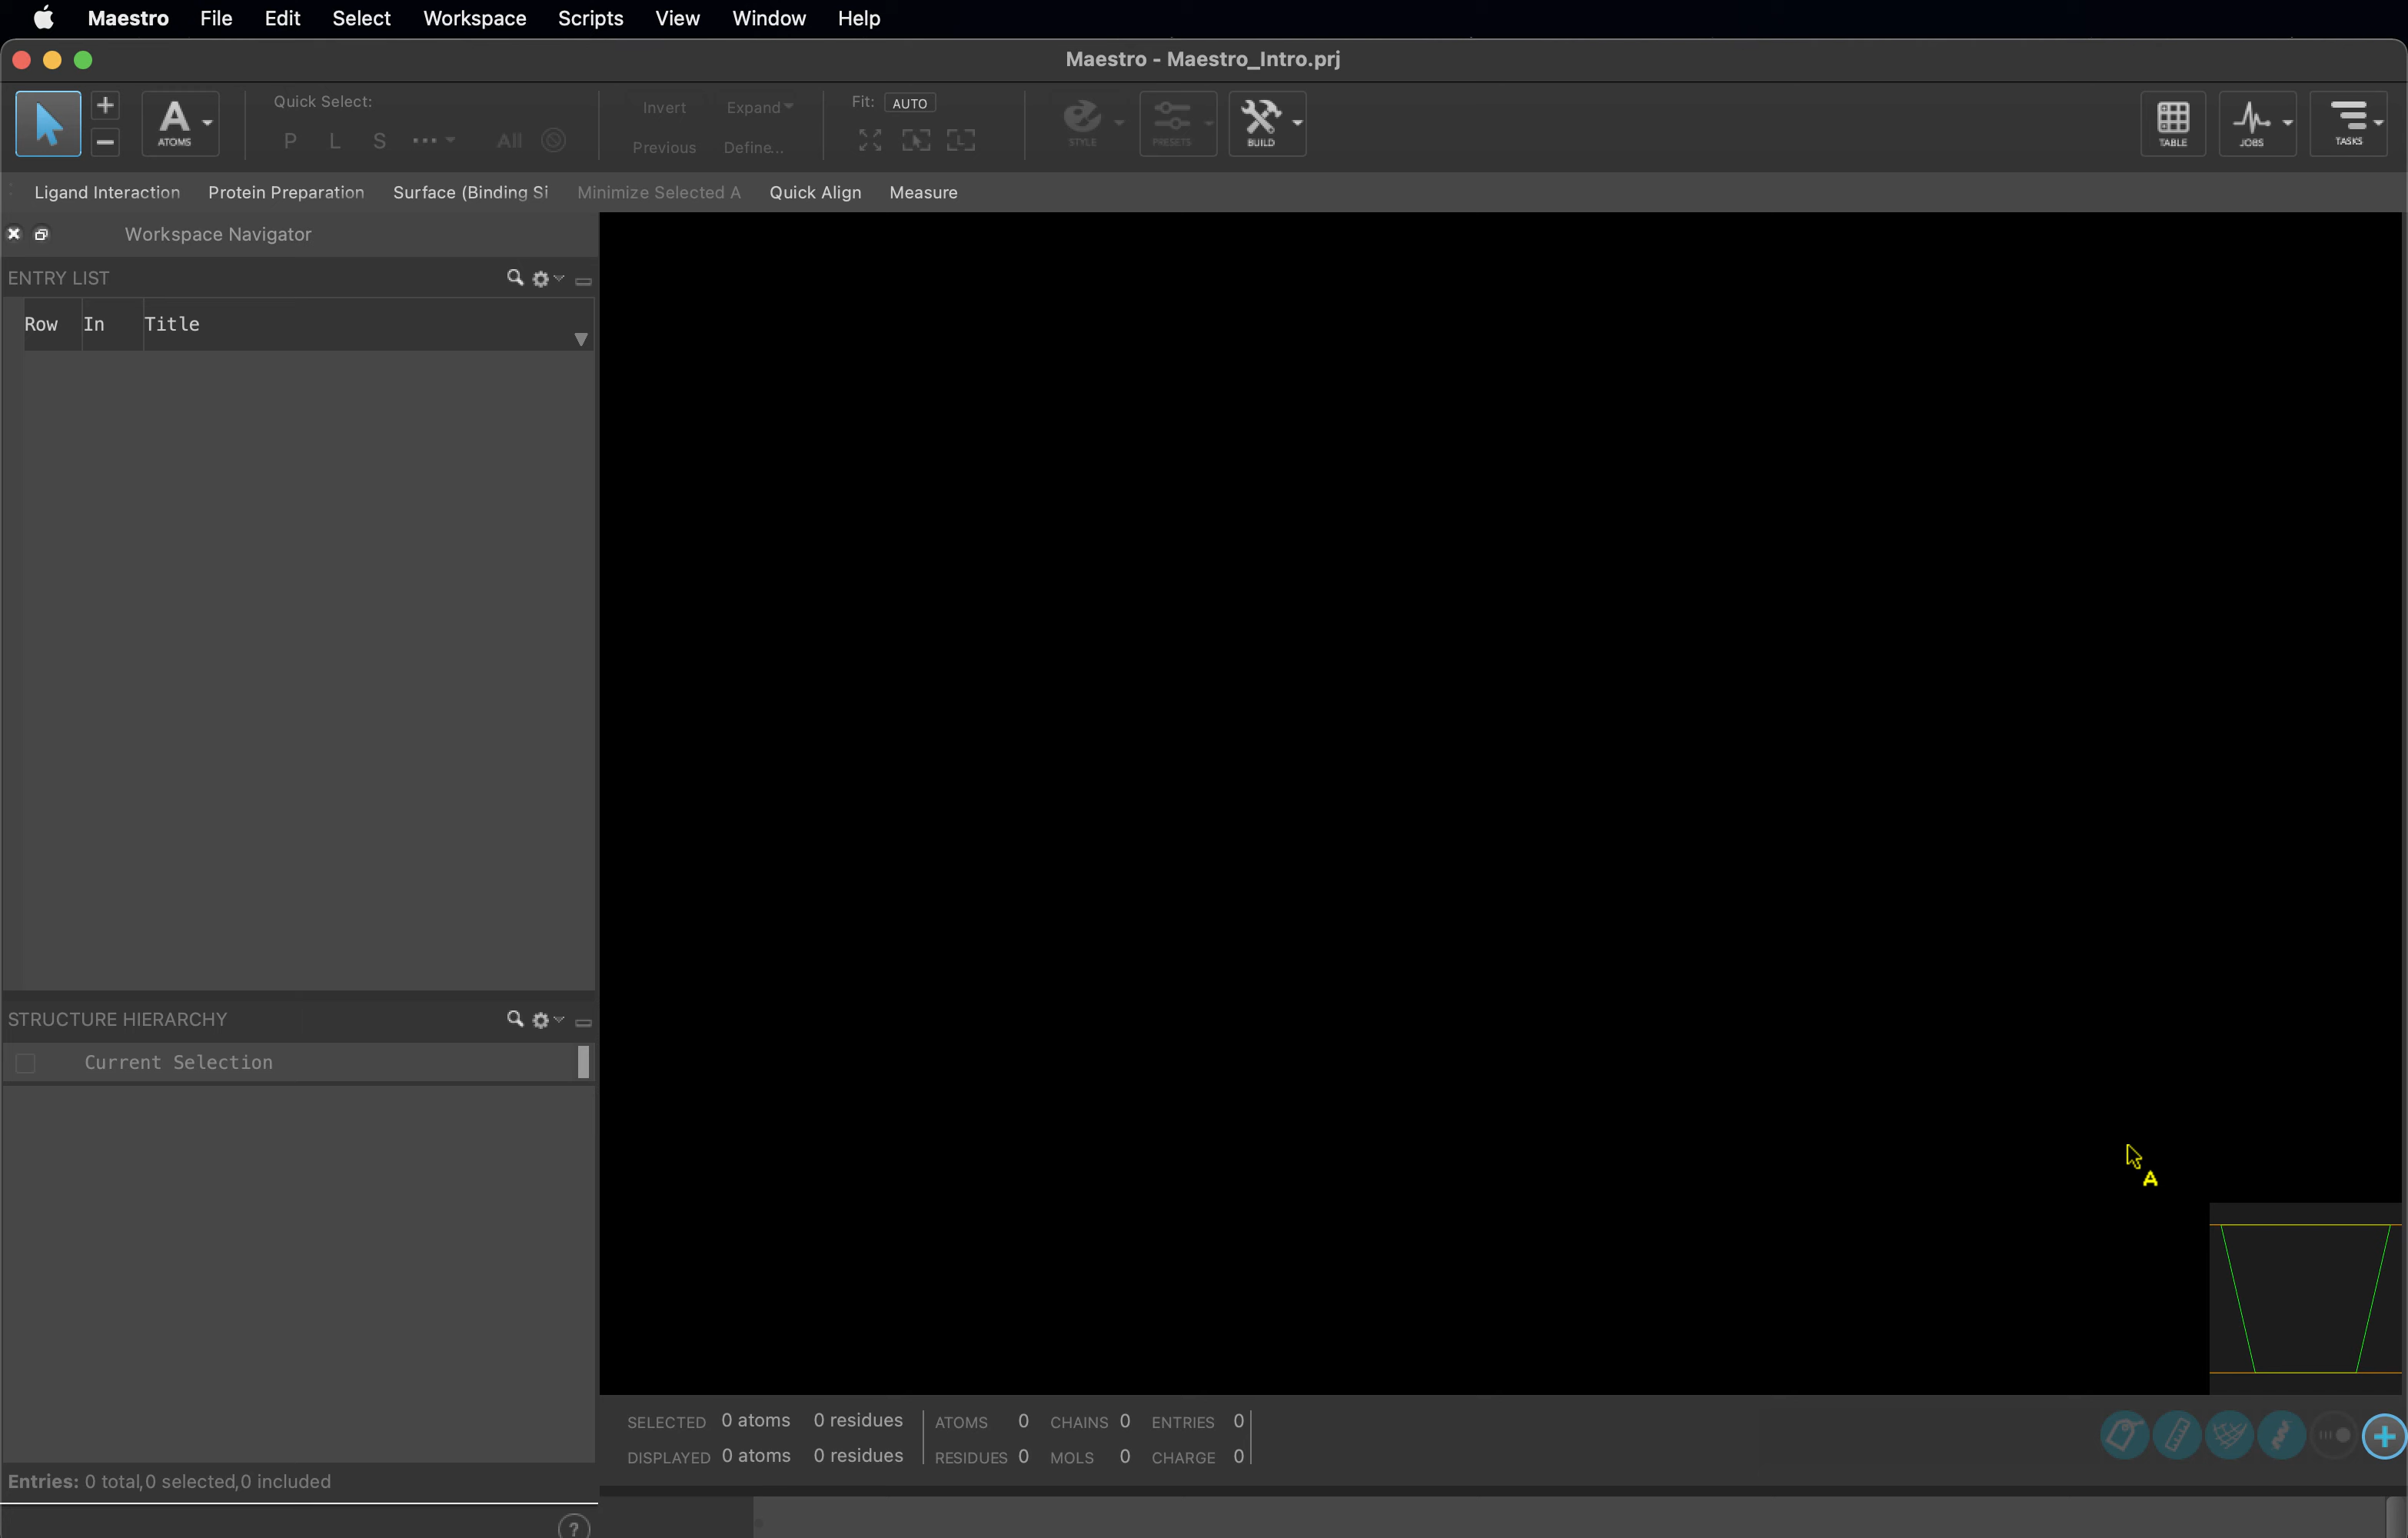 Maestro File Edit Select Workspace Scripts View Window Help
Maestro - Maestro_Intro.prj
A ATOMS
Quick Select:
P L S ... All
Invert Expand
Previous Define...
Fit: AUTO
STYLE PRESETS BUILD
TABLE JOBS TASKS
Ligand Interaction Protein Preparation Surface (Binding Si Minimize Selected A Quick Align Measure
Workspace Navigator
ENTRY LIST
Row In Title
STRUCTURE HIERARCHY
Current Selection
A
SELECTED 0 atoms 0 residues ATOMS 0 CHAINS 0 ENTRIES 0
DISPLAYED 0 atoms 0 residues RESIDUES 0 MOLS 0 CHARGE 0
Entries: 0 total,0 selected,0 included
?